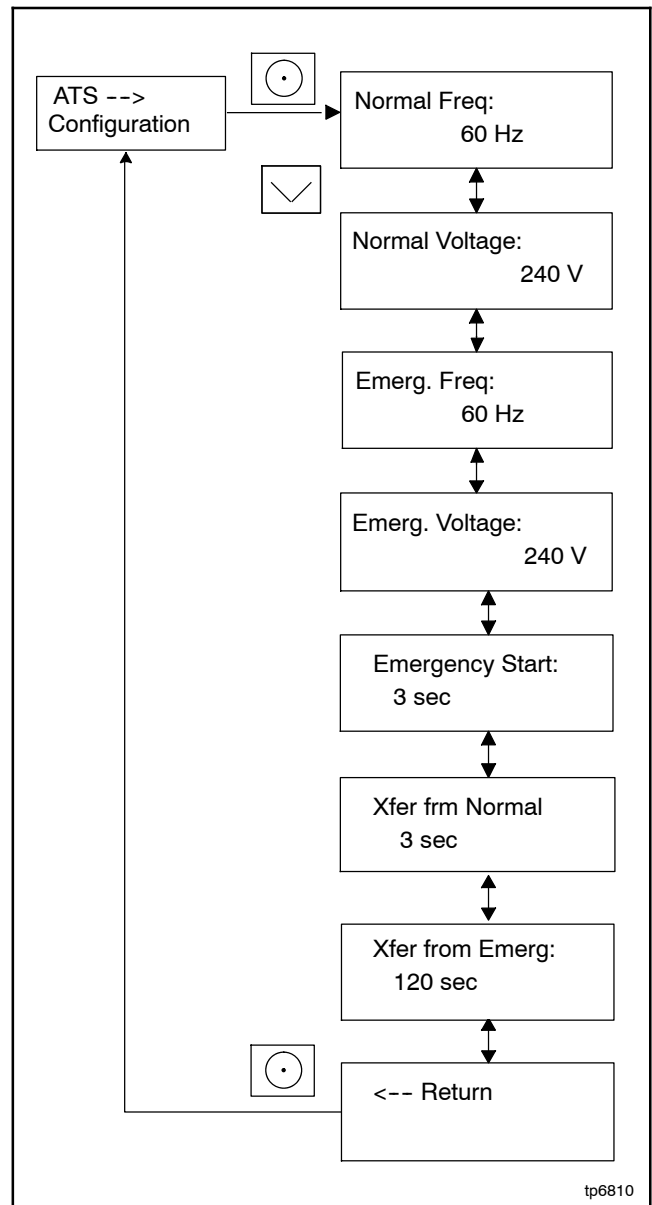 ATS -->
Configuration
Normal Freq:
60 Hz
Normal Voltage:
240 V
Emerg. Freq:
60 Hz
Emerg. Voltage:
240 V
Emergency Start:
3 sec
Xfer frm Normal
3 sec
Xfer from Emerg:
120 sec
<-- Return
tp6810